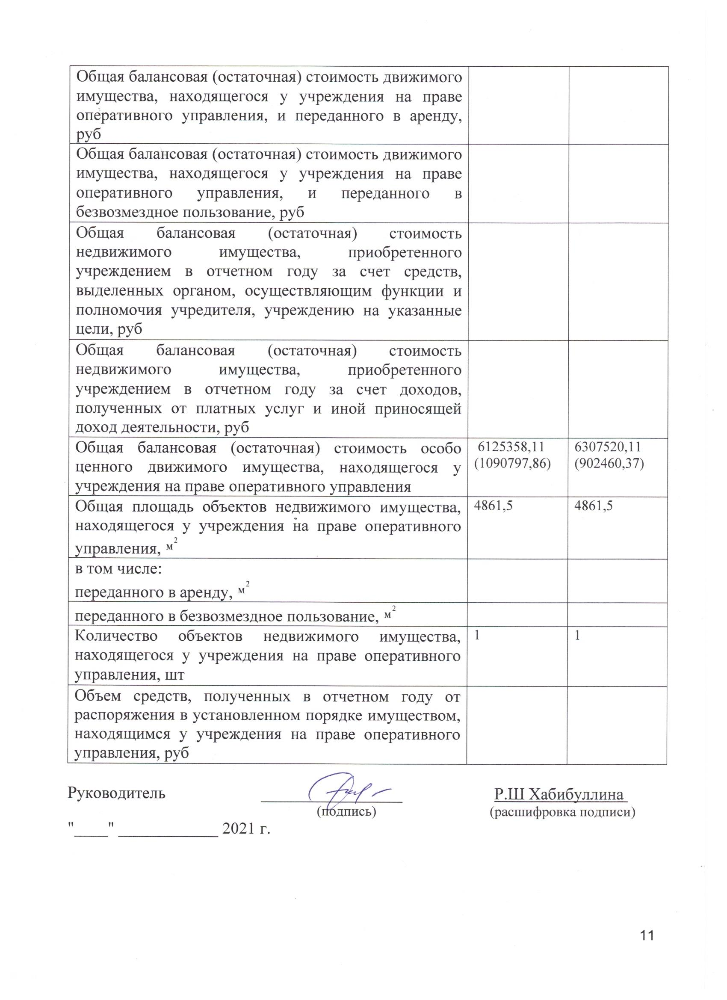 Общая балансовая (остаточная) стоимость движимого
имущества, находящегося у учреждения на праве
оперативного управления, и переданного в аренду,
руб
Общая балансовая (остаточная) стоимость движимого
имущества, находящегося у учреждения на праве
оперативного управления, и переданного в
безвозмездное пользование, руб
Общая балансовая (остаточная) стоимость
недвижимого имущества, приобретенного
учреждением в отчетном году за счет средств,
выделенных органом, осуществляющим функции и
полномочия учредителя, учреждению на указанные
цели, руб
Общая балансовая (остаточная) стоимость
недвижимого имущества, приобретенного
учреждением в отчетном году за счет доходов,
полученных от платных услуг и иной приносящей
доход деятельности, руб
Общая балансовая (остаточная) стоимость особо 6125358,11 6307520,11
ценного движимого имущества, находящегося у (1090797,86) (902460,37)
учреждения на праве оперативного управления
Общая площадь объектов недвижимого имущества, 4861,5 4861,5
находящегося у учреждения на праве оперативного
управления, м²
в том числе:
переданного в аренду, м²
переданного в безвозмездное пользование, м²
Количество объектов недвижимого имущества, 1 1
находящегося у учреждения на праве оперативного
управления, шт
Объем средств, полученных в отчетном году от
распоряжения в установленном порядке имуществом,
находящимся у учреждения на праве оперативного
управления, руб
Руководитель Р.Ш Хабибуллина
(подпись) (расшифровка подписи)
"____" ____________ 2021 г.
11